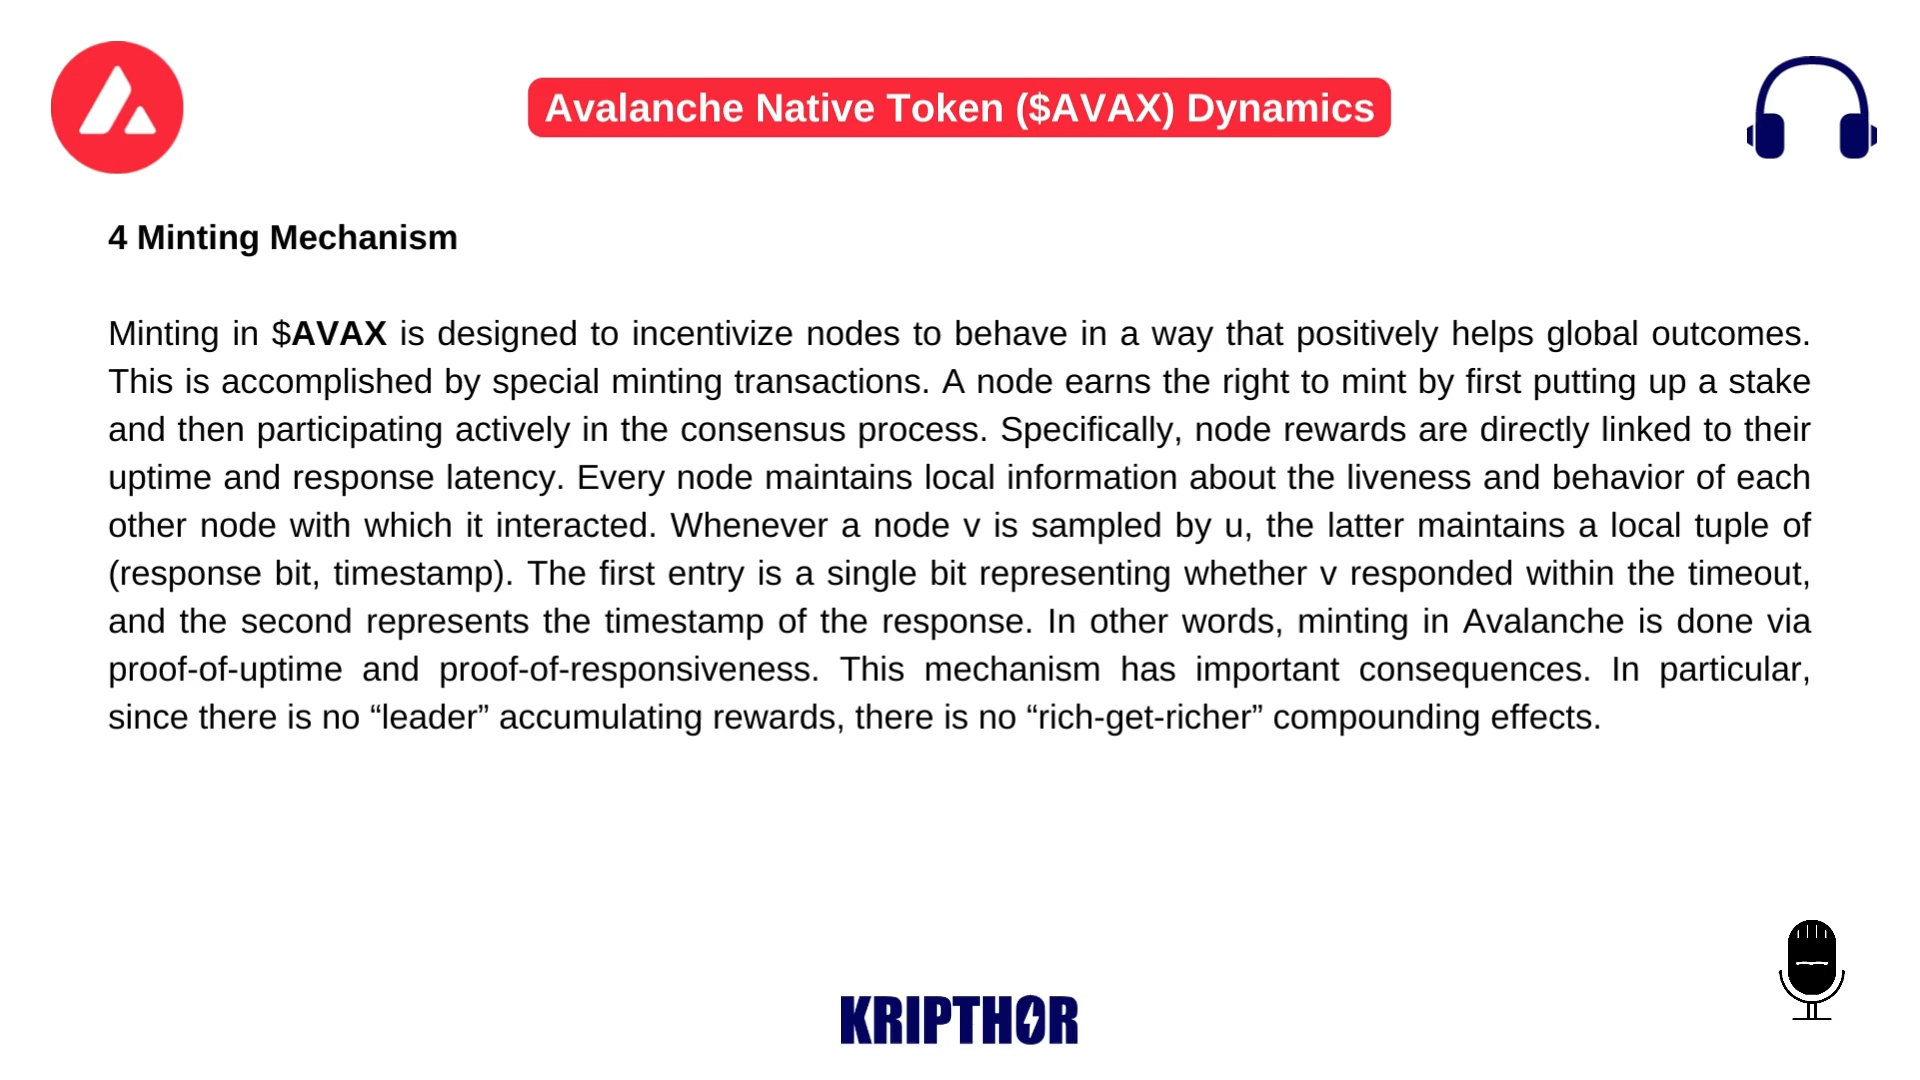 Avalanche Native Token ($AVAX) Dynamics
4 Minting Mechanism
Minting in $AVAX is designed to incentivize nodes to behave in a way that positively helps global outcomes.
This is accomplished by special minting transactions. A node earns the right to mint by first putting up a stake
and then participating actively in the consensus process. Specifically, node rewards are directly linked to their
uptime and response latency. Every node maintains local information about the liveness and behavior of each
other node with which it interacted. Whenever a node v is sampled by u, the latter maintains a local tuple of
(response bit, timestamp). The first entry is a single bit representing whether v responded within the timeout,
and the second represents the timestamp of the response. In other words, minting in Avalanche is done via
proof-of-uptime and proof-of-responsiveness. This mechanism has important consequences. In particular,
since there is no “leader” accumulating rewards, there is no “rich-get-richer” compounding effects.
KRIPTHOR